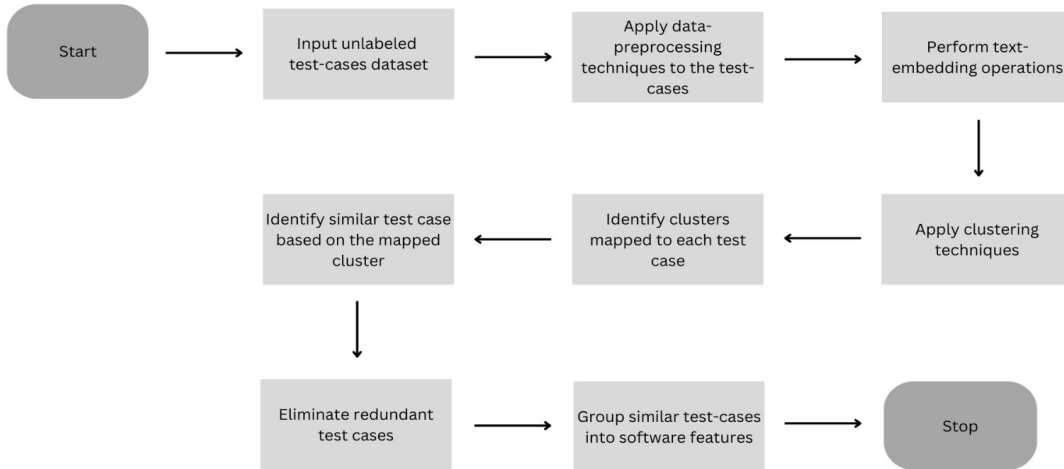 Start
Input unlabeled
test-cases dataset
Apply data-
preprocessing
techniques to the test-
cases
Perform text-
embedding operations
Apply clustering
techniques
Identify clusters
mapped to each test
case
Identify similar test case
based on the mapped
cluster
Eliminate redundant
test cases
Group similar test-cases
into software features
Stop